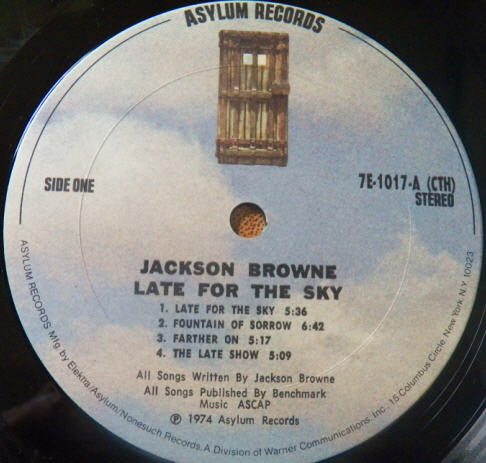 ASYLUM RECORDS
SIDE ONE
7E-1017-A (CTH)
STEREO
JACKSON BROWNE
LATE FOR THE SKY
1. LATE FOR THE SKY 5:36
2. FOUNTAIN OF SORROW 6:42
3. FARTHER ON 5:17
4. THE LATE SHOW 5:09
All Songs Written By Jackson Browne
All Songs Published By Benchmark
Music ASCAP
℗ 1974 Asylum Records
ASYLUM RECORDS Mfg. by Elektra/Asylum/Nonesuch Records, A Division of Warner Communications, Inc. 15 Columbus Circle, New York N.Y. 10023